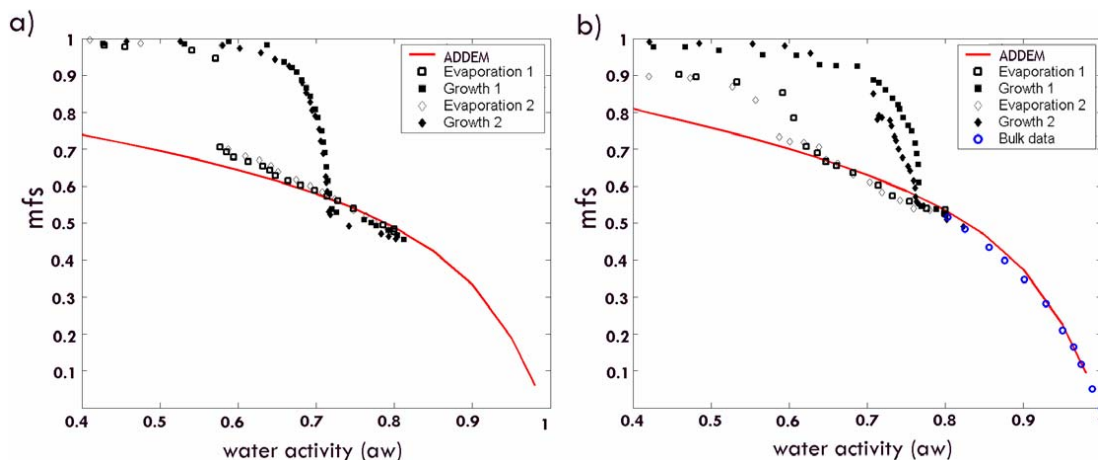 a)
1
0.9
0.8
0.7
0.6
0.5
0.4
0.3
0.2
0.1
mfs
0.4 0.5 0.6 0.7 0.8 0.9 1
water activity (aw)
ADDEM
Evaporation 1
Growth 1
Evaporation 2
Growth 2
b)
1
0.9
0.8
0.7
0.6
0.5
0.4
0.3
0.2
0.1
mfs
0.4 0.5 0.6 0.7 0.8 0.9
water activity (aw)
ADDEM
Evaporation 1
Growth 1
Evaporation 2
Growth 2
Bulk data